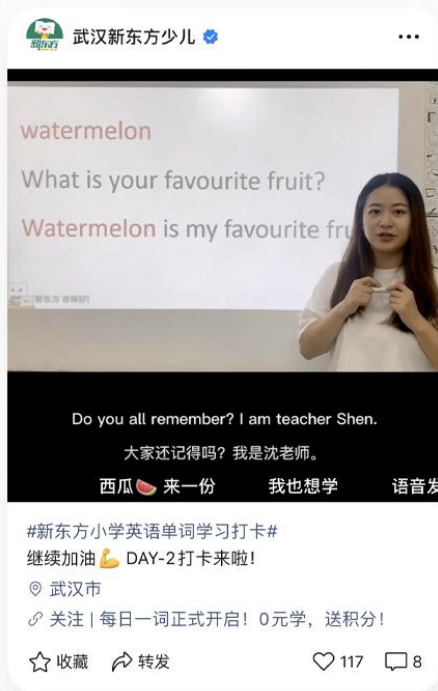 武汉新东方少儿
watermelon
What is your favourite fruit?
Watermelon is my favourite fru
新东方
Do you all remember? I am teacher Shen.
大家还记得吗？我是沈老师。
西瓜🍉 来一份 我也想学 语音发
#新东方小学英语单词学习打卡#
继续加油💪 DAY-2打卡来啦！
武汉市
关注 | 每日一词正式开启！0元学，送积分！
收藏 转发 117 8